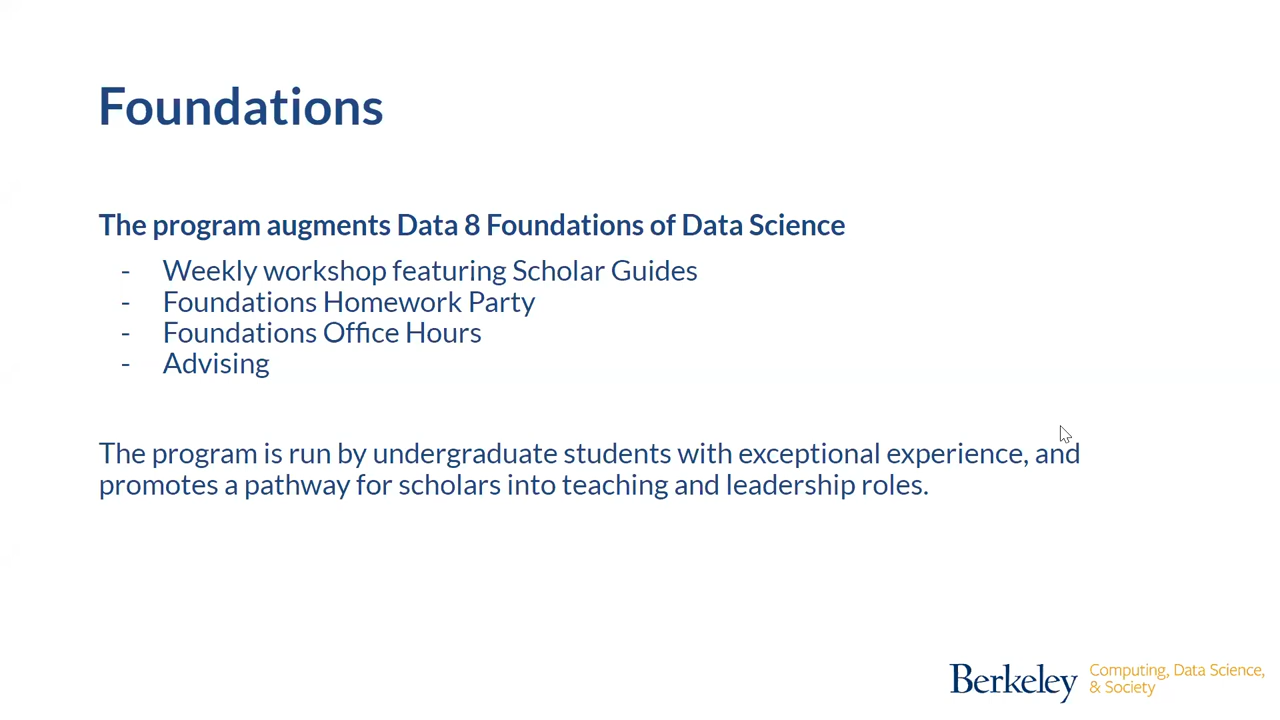 Foundations
The program augments Data 8 Foundations of Data Science
- Weekly workshop featuring Scholar Guides
- Foundations Homework Party
- Foundations Office Hours
- Advising
The program is run by undergraduate students with exceptional experience, and
promotes a pathway for scholars into teaching and leadership roles.
Berkeley
Computing, Data Science,
& Society